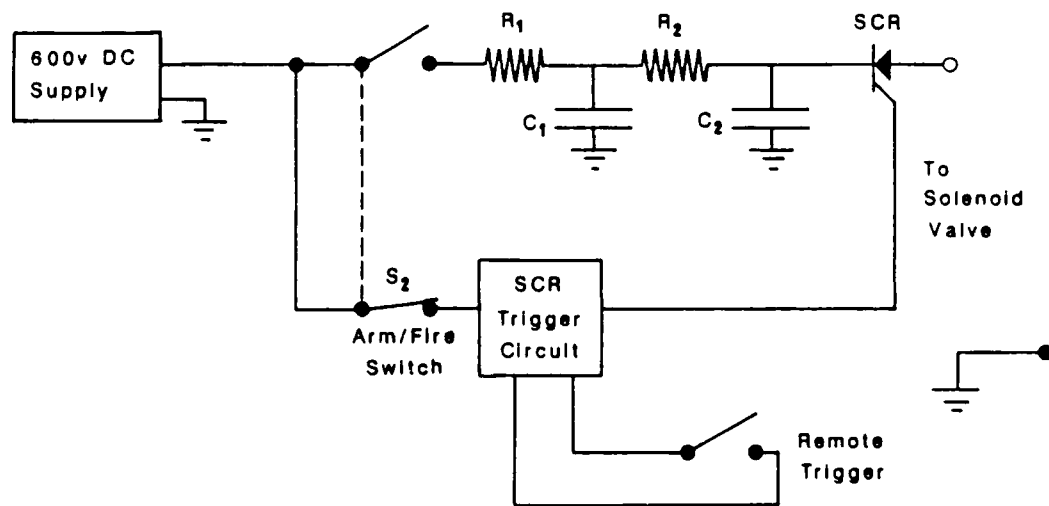 600v DC
Supply
R1
R2
SCR
C1
C2
To
Solenoid
Valve
S2
Arm/Fire
Switch
SCR
Trigger
Circuit
Remote
Trigger